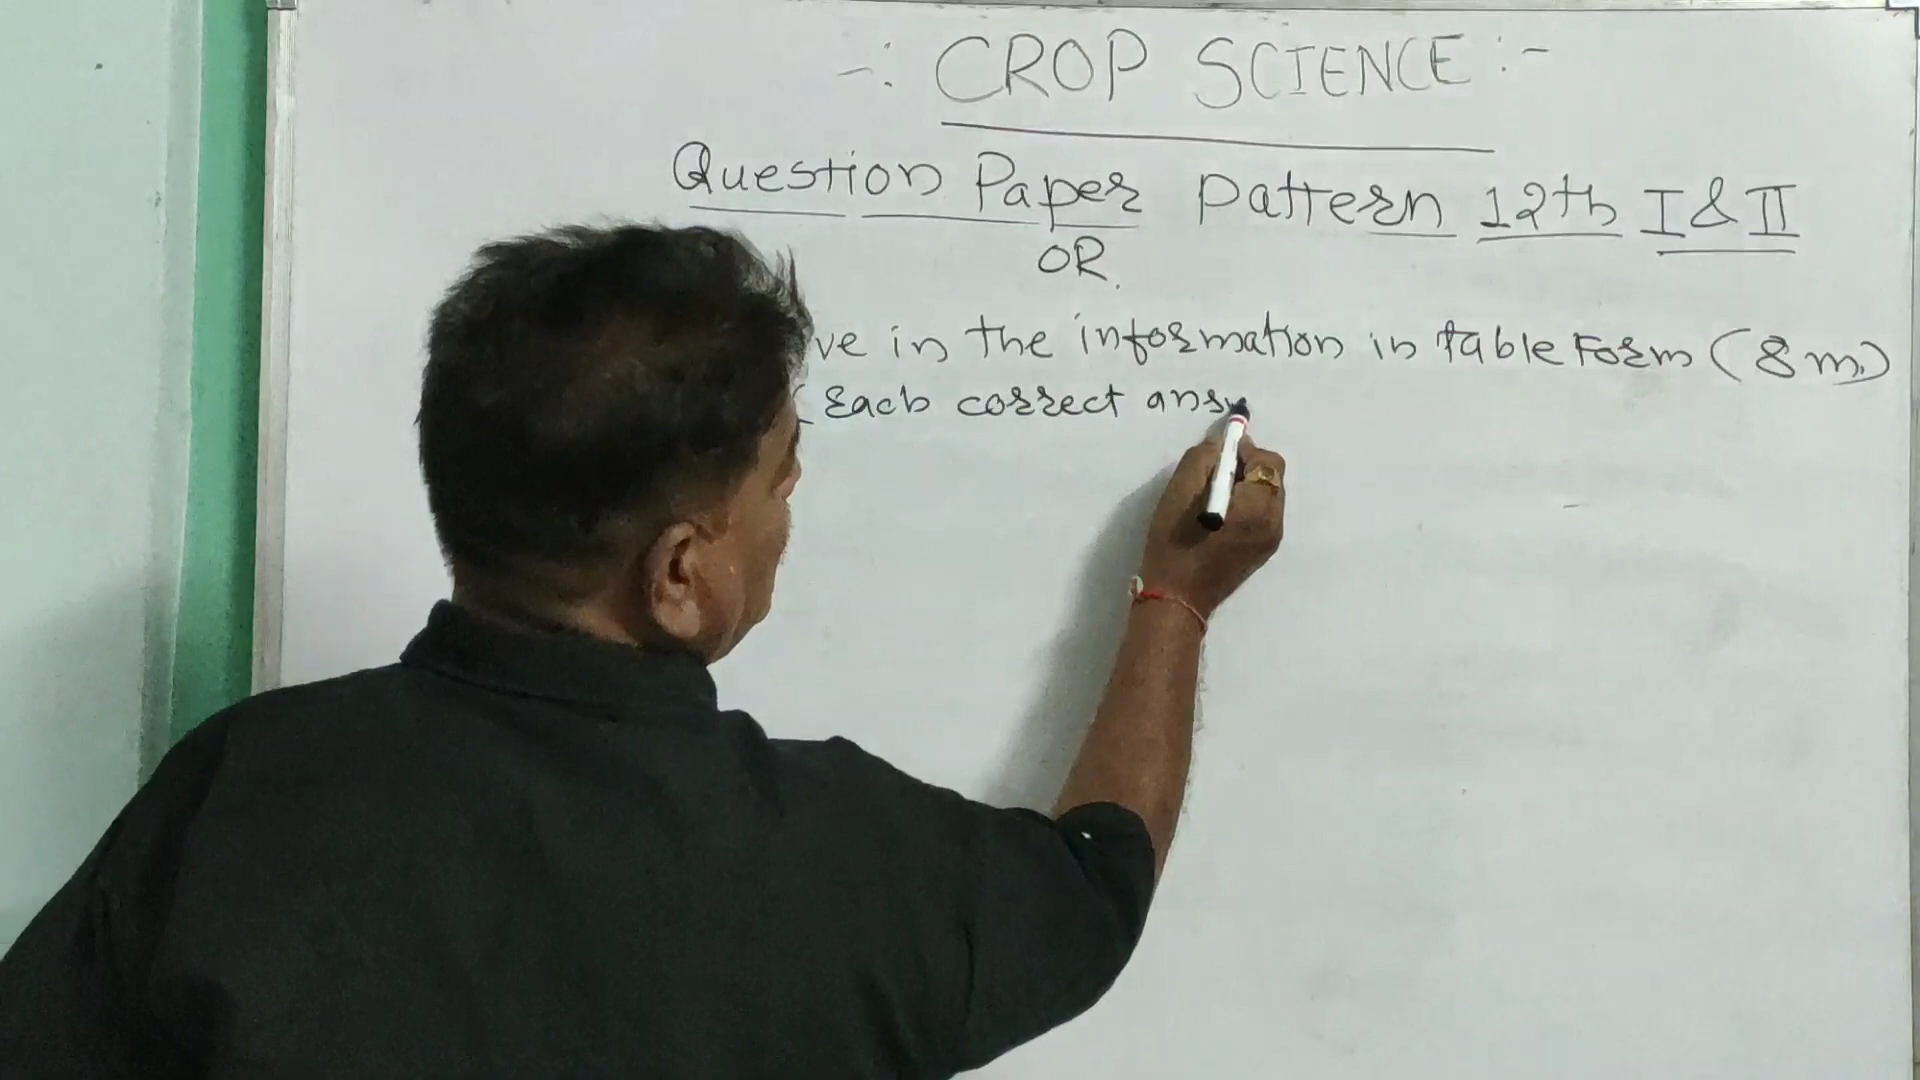 -: CROP SCIENCE :-
Question Paper Pattern 12th I & II
OR.
ve in the information in table Form (8 m)
( Each correct ans